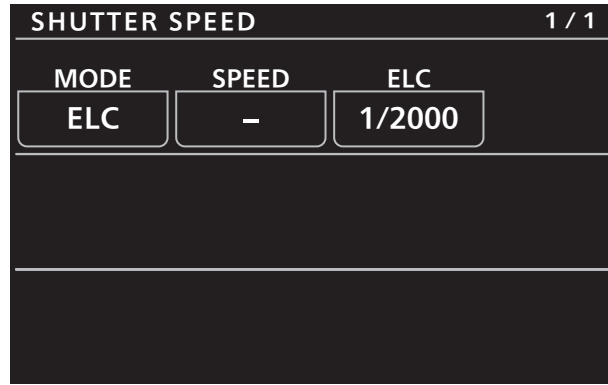 SHUTTER SPEED 1 / 1
MODE SPEED ELC
ELC – 1/2000